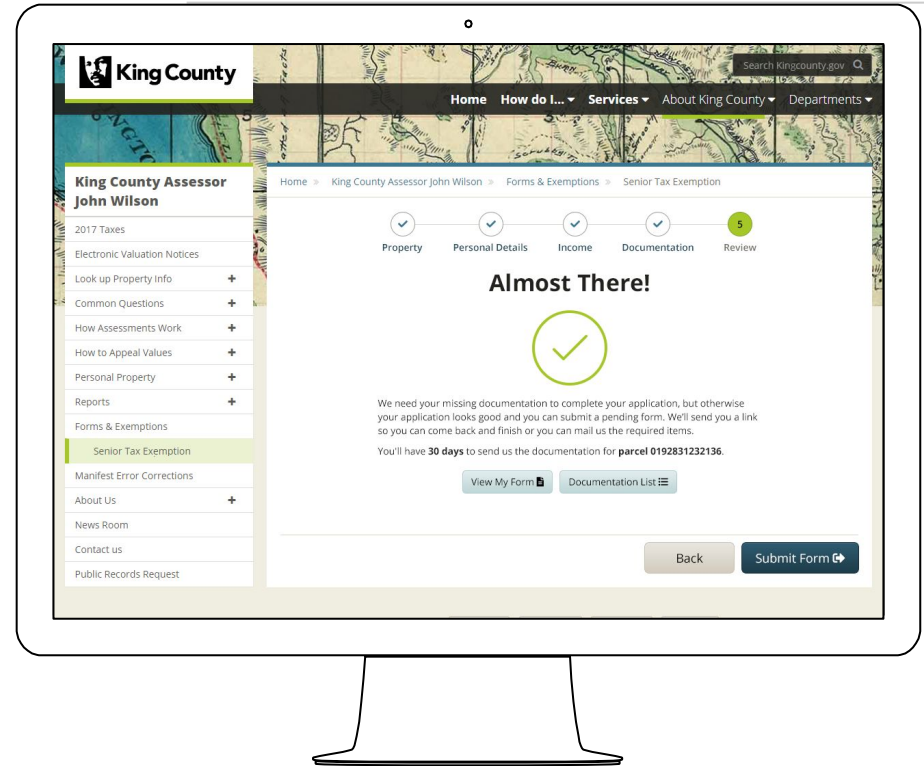 King County
Search Kingcounty.gov
Home How do I... Services About King County Departments
King County Assessor
John Wilson
2017 Taxes
Electronic Valuation Notices
Look up Property Info +
Common Questions +
How Assessments Work +
How to Appeal Values +
Personal Property +
Reports +
Forms & Exemptions
Senior Tax Exemption
Manifest Error Corrections
About Us +
News Room
Contact us
Public Records Request
Home » King County Assessor John Wilson » Forms & Exemptions » Senior Tax Exemption
5
Property Personal Details Income Documentation Review
Almost There!
We need your missing documentation to complete your application, but otherwise
your application looks good and you can submit a pending form. We'll send you a link
so you can come back and finish or you can mail us the required items.
You'll have 30 days to send us the documentation for parcel 0192831232136.
View My Form Documentation List
Back Submit Form